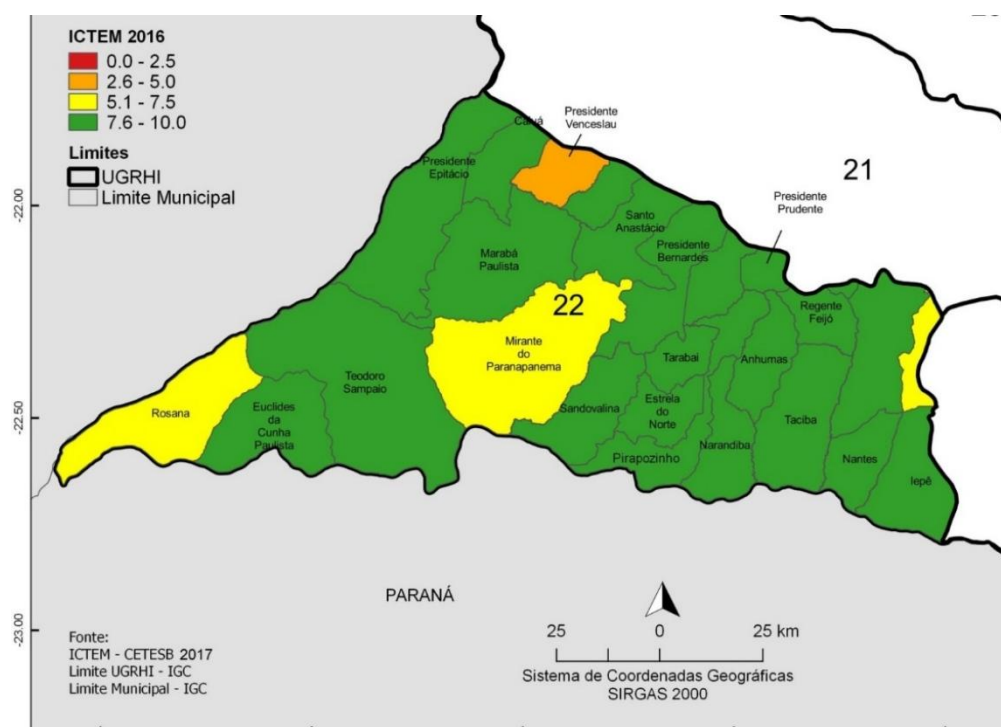 ICTEM 2016
0.0 - 2.5
2.6 - 5.0
5.1 - 7.5
7.6 - 10.0
Limites
UGRHI
Limite Municipal
-22.00
-22.50
-23.00
Caiuá
Presidente
Venceslau
Presidente
Epitácio
21
Presidente
Prudente
Santo
Anastácio
Presidente
Bernardes
Marabá
Paulista
22
Regente
Feijó
Mirante
do
Paranapanema
Tarabai
Anhumas
Teodoro
Sampaio
Rosana
Euclides
da
Cunha
Paulista
Sandovalina
Estrela
do
Norte
Narandiba
Taciba
Pirapozinho
Nantes
Iepê
PARANÁ
25
0
25 km
Sistema de Coordenadas Geográficas
SIRGAS 2000
Fonte:
ICTEM - CETESB 2017
Limite UGRHI - IGC
Limite Municipal - IGC